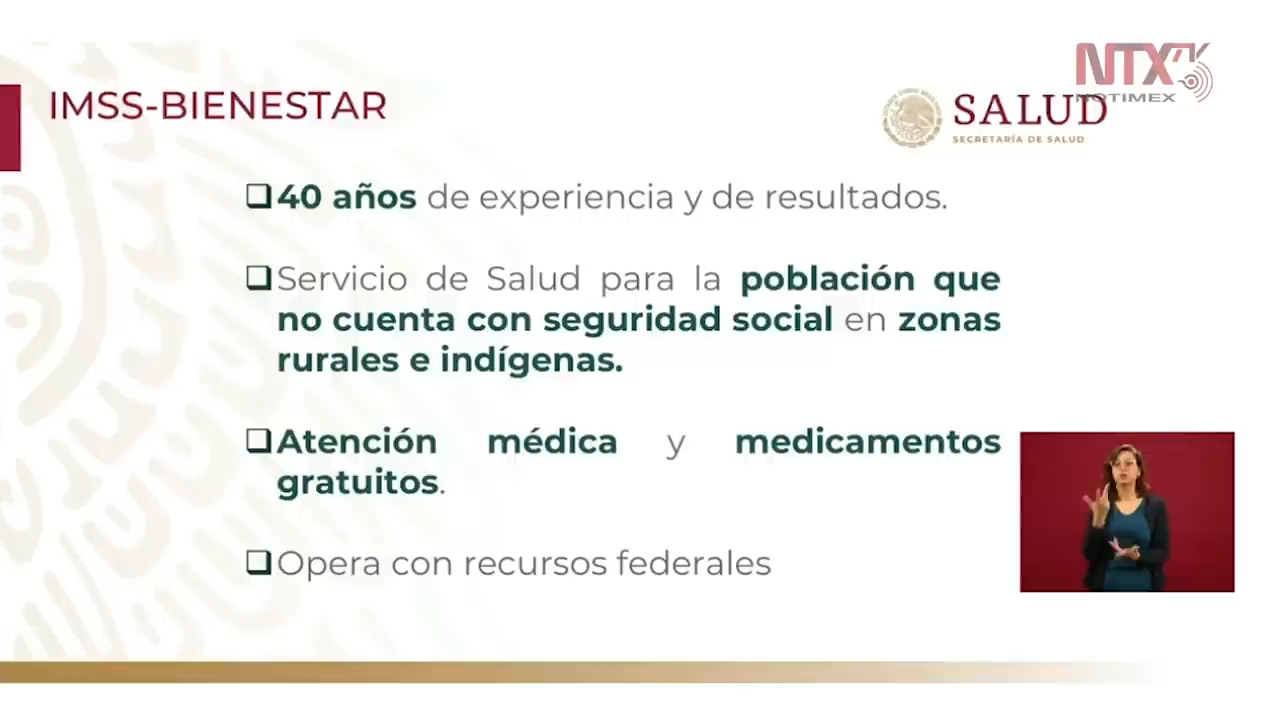 NTX
NOTIMEX
IMSS-BIENESTAR
SALUD
SECRETARÍA DE SALUD
40 años de experiencia y de resultados.
Servicio de Salud para la población que
no cuenta con seguridad social en zonas
rurales e indígenas.
Atención médica y medicamentos
gratuitos.
Opera con recursos federales